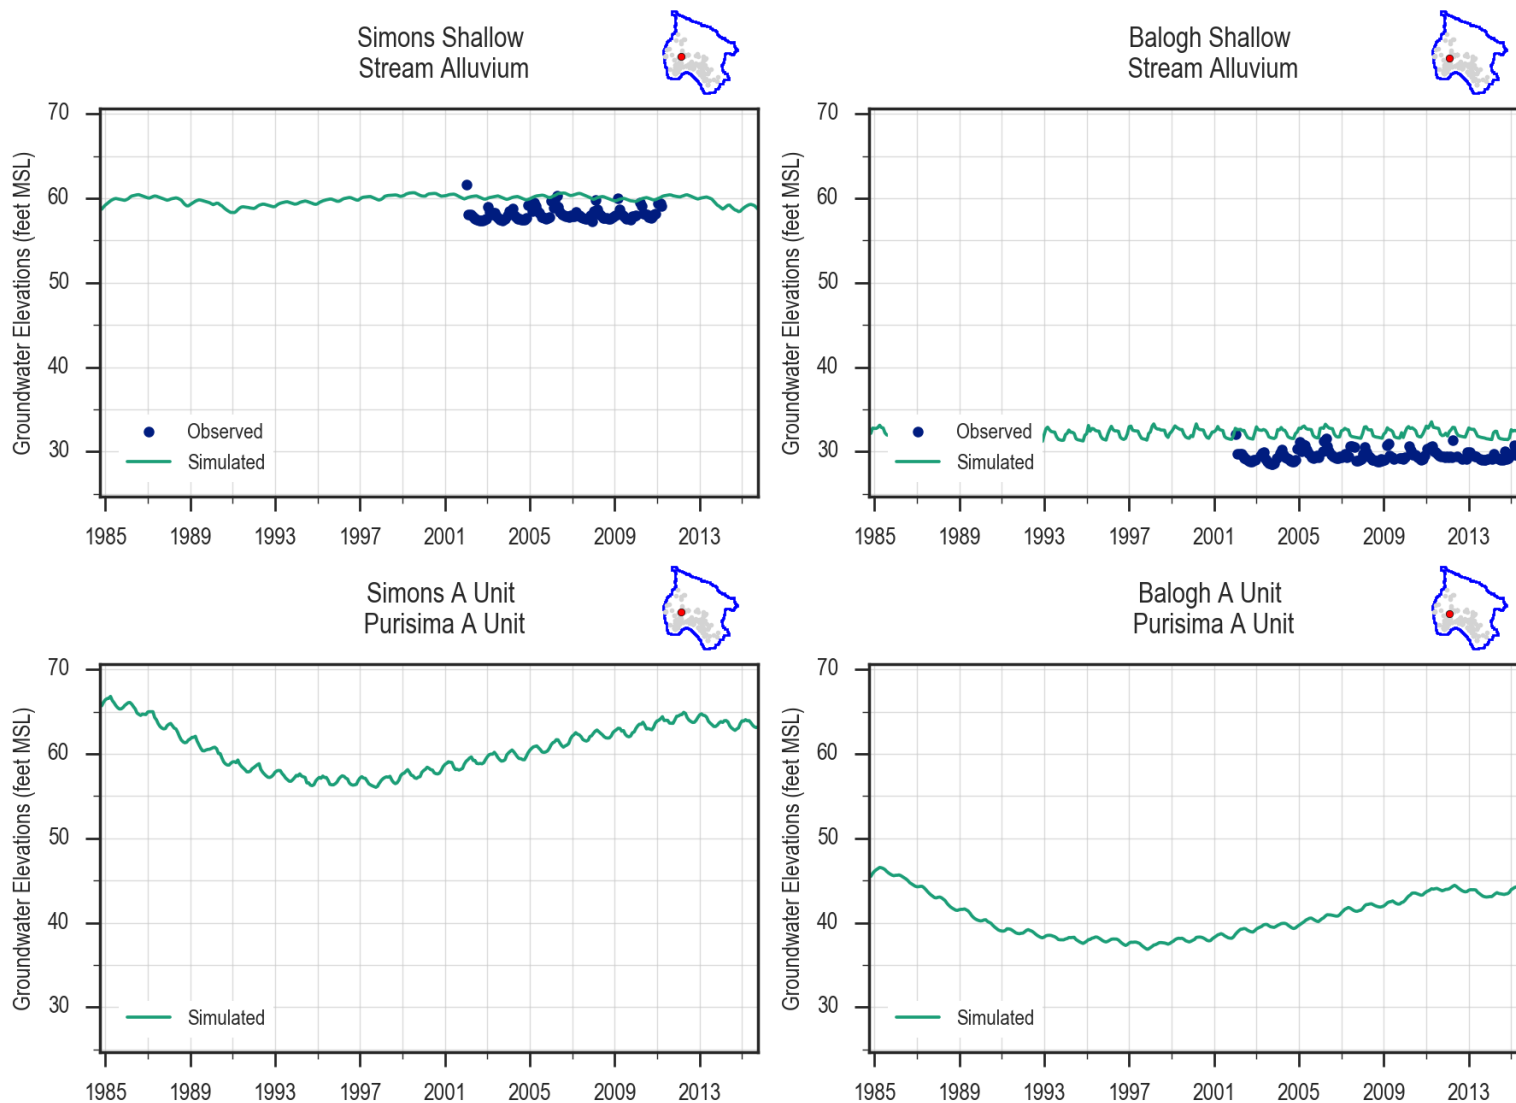 Simons Shallow
Stream Alluvium
Groundwater Elevations (feet MSL)
70
60
50
40
30
Observed
Simulated
1985 1989 1993 1997 2001 2005 2009 2013
Balogh Shallow
Stream Alluvium
Groundwater Elevations (feet MSL)
70
60
50
40
30
Observed
Simulated
1985 1989 1993 1997 2001 2005 2009 2013
Simons A Unit
Purisima A Unit
Groundwater Elevations (feet MSL)
70
60
50
40
30
Simulated
1985 1989 1993 1997 2001 2005 2009 2013
Balogh A Unit
Purisima A Unit
Groundwater Elevations (feet MSL)
70
60
50
40
30
Simulated
1985 1989 1993 1997 2001 2005 2009 2013